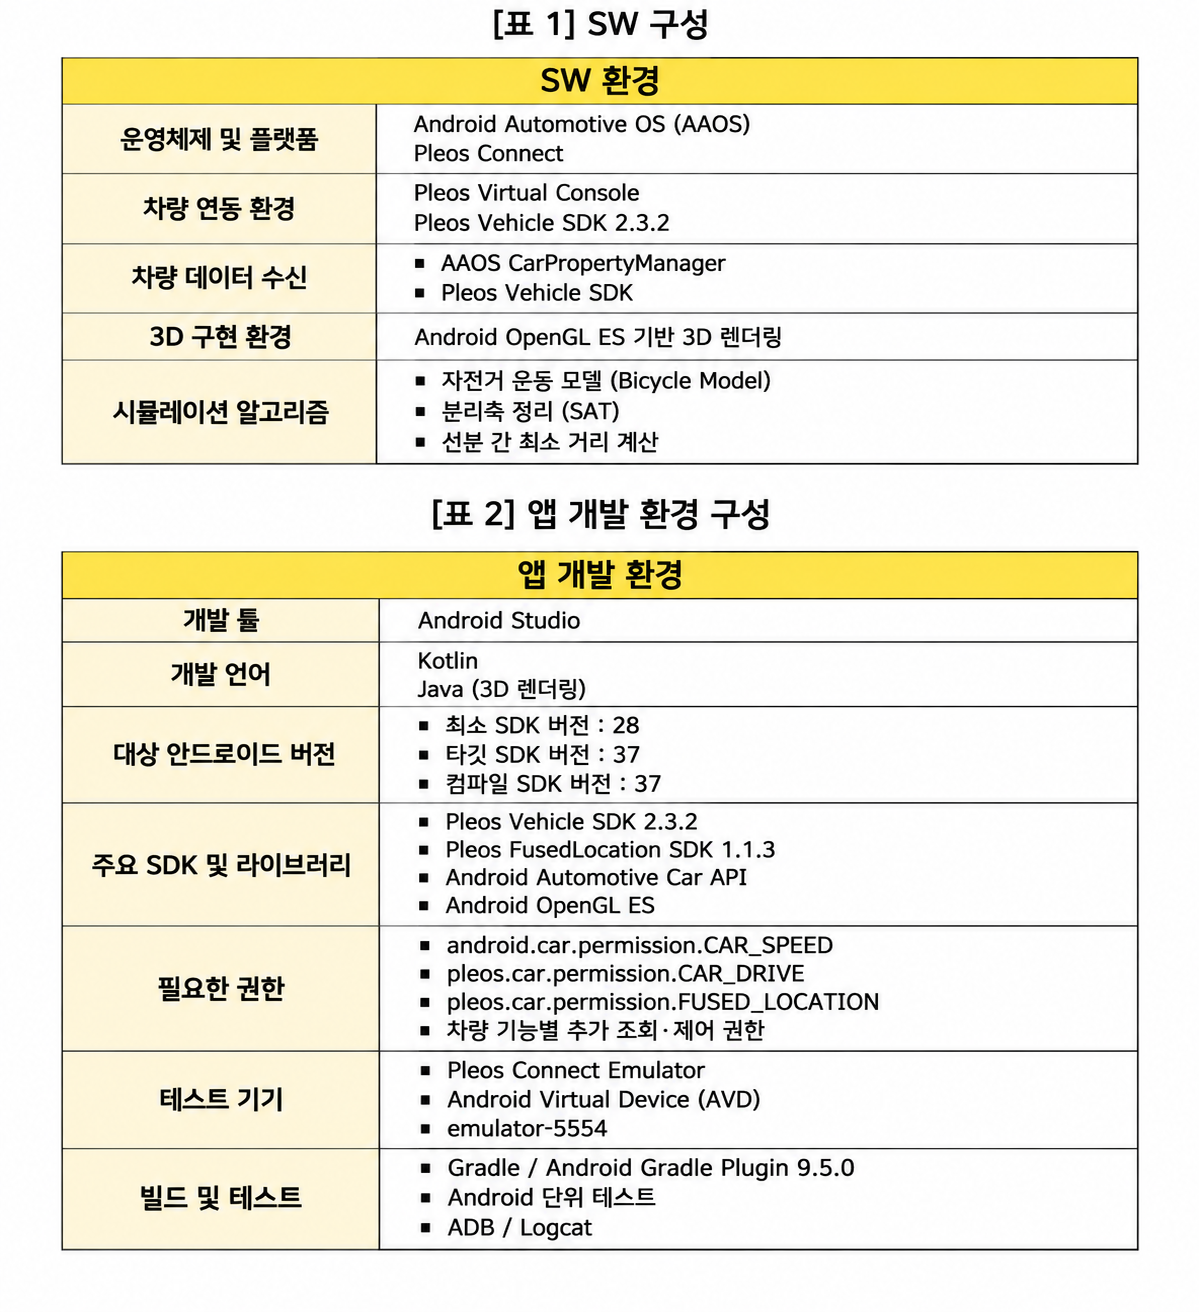 [표 1] SW 구성
SW 환경
운영체제 및 플랫폼
Android Automotive OS (AAOS)
Pleos Connect
차량 연동 환경
Pleos Virtual Console
Pleos Vehicle SDK 2.3.2
차량 데이터 수신
▪ AAOS CarPropertyManager
▪ Pleos Vehicle SDK
3D 구현 환경
Android OpenGL ES 기반 3D 렌더링
시뮬레이션 알고리즘
▪ 자전거 운동 모델 (Bicycle Model)
▪ 분리축 정리 (SAT)
▪ 선분 간 최소 거리 계산
[표 2] 앱 개발 환경 구성
앱 개발 환경
개발 툴
Android Studio
개발 언어
Kotlin
Java (3D 렌더링)
대상 안드로이드 버전
▪ 최소 SDK 버전 : 28
▪ 타깃 SDK 버전 : 37
▪ 컴파일 SDK 버전 : 37
주요 SDK 및 라이브러리
▪ Pleos Vehicle SDK 2.3.2
▪ Pleos FusedLocation SDK 1.1.3
▪ Android Automotive Car API
▪ Android OpenGL ES
필요한 권한
▪ android.car.permission.CAR_SPEED
▪ pleos.car.permission.CAR_DRIVE
▪ pleos.car.permission.FUSED_LOCATION
▪ 차량 기능별 추가 조회·제어 권한
테스트 기기
▪ Pleos Connect Emulator
▪ Android Virtual Device (AVD)
▪ emulator-5554
빌드 및 테스트
▪ Gradle / Android Gradle Plugin 9.5.0
▪ Android 단위 테스트
▪ ADB / Logcat